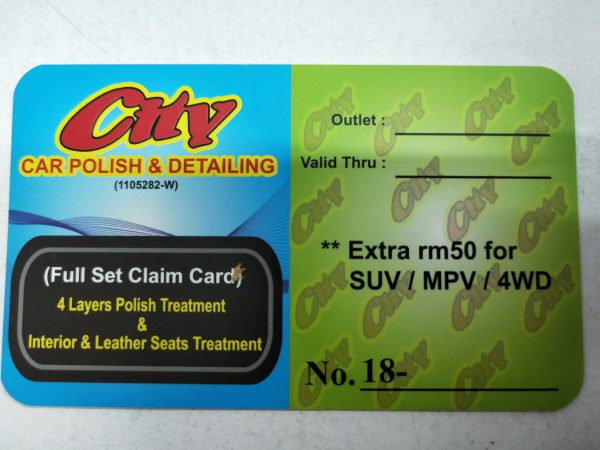 City
CAR POLISH & DETAILING
(1105282-W)
(Full Set Claim Card)
4 Layers Polish Treatment
&
Interior & Leather Seats Treatment
Outlet :
Valid Thru :
** Extra rm50 for
SUV / MPV / 4WD
No. 18-